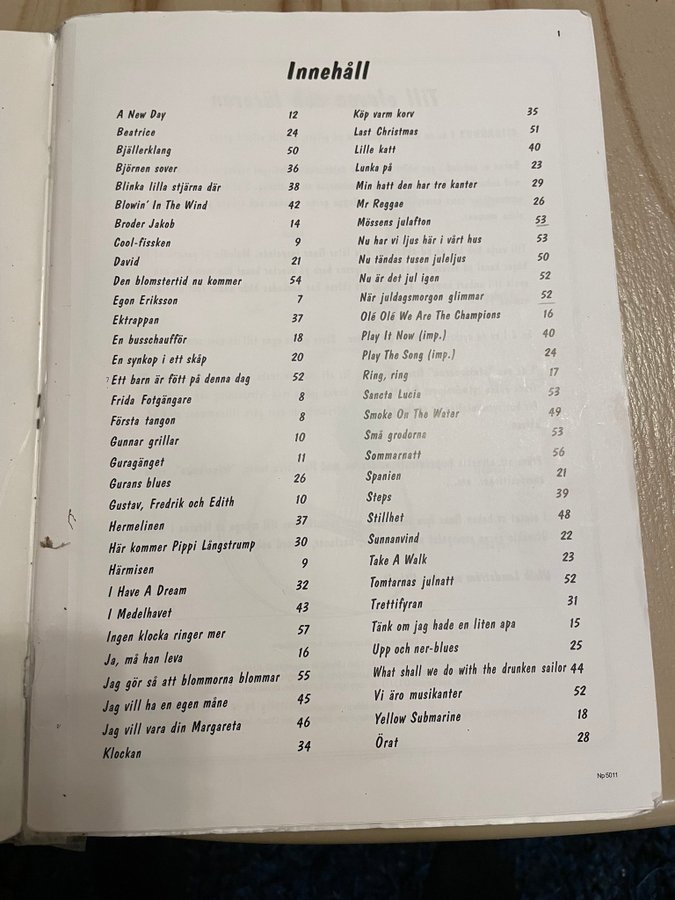 1
Innehåll
A New Day 12
Beatrice 24
Bjällerklang 50
Björnen sover 36
Blinka lilla stjärna där 38
Blowin' In The Wind 42
Broder Jakob 14
Cool-fissken 9
David 21
Den blomstertid nu kommer 54
Egon Eriksson 7
Ektrappan 37
En busschaufför 18
En synkop i ett skåp 20
Ett barn är fött på denna dag 52
Frida Fotgängare 8
Första tangon 8
Gunnar grillar 10
Guragänget 11
Gurans blues 26
Gustav, Fredrik och Edith 10
Hermelinen 37
Här kommer Pippi Långstrump 30
Härmisen 9
I Have A Dream 32
I Medelhavet 43
Ingen klocka ringer mer 57
Ja, må han leva 16
Jag gör så att blommorna blommar 55
Jag vill ha en egen måne 45
Jag vill vara din Margareta 46
Klockan 34
Köp varm korv 35
Last Christmas 51
Lille katt 40
Lunka på 23
Min hatt den har tre kanter 29
Mr Reggae 26
Mössens julafton 53
Nu har vi ljus här i vårt hus 53
Nu tändas tusen juleljus 50
Nu är det jul igen 52
När juldagsmorgon glimmar 52
Olé Olé We Are The Champions 16
Play It Now (imp.) 40
Play The Song (imp.) 24
Ring, ring 17
Sancta Lucia 53
Smoke On The Water 49
Små grodorna 53
Sommarnatt 56
Spanien 21
Steps 39
Stillhet 48
Sunnanvind 22
Take A Walk 23
Tomtarnas julnatt 52
Trettifyran 31
Tänk om jag hade en liten apa 15
Upp och ner-blues 25
What shall we do with the drunken sailor 44
Vi äro musikanter 52
Yellow Submarine 18
Örat 28
Np5011